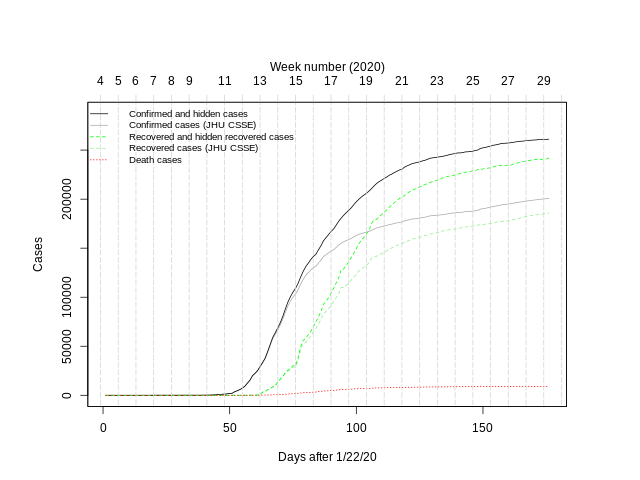 Week number (2020)
4 5 6 7 8 9 11 13 15 17 19 21 23 25 27 29
Confirmed and hidden cases
Confirmed cases (JHU CSSE)
Recovered and hidden recovered cases
Recovered cases (JHU CSSE)
Death cases
Cases
200000
100000
50000
0
0 50 100 150
Days after 1/22/20